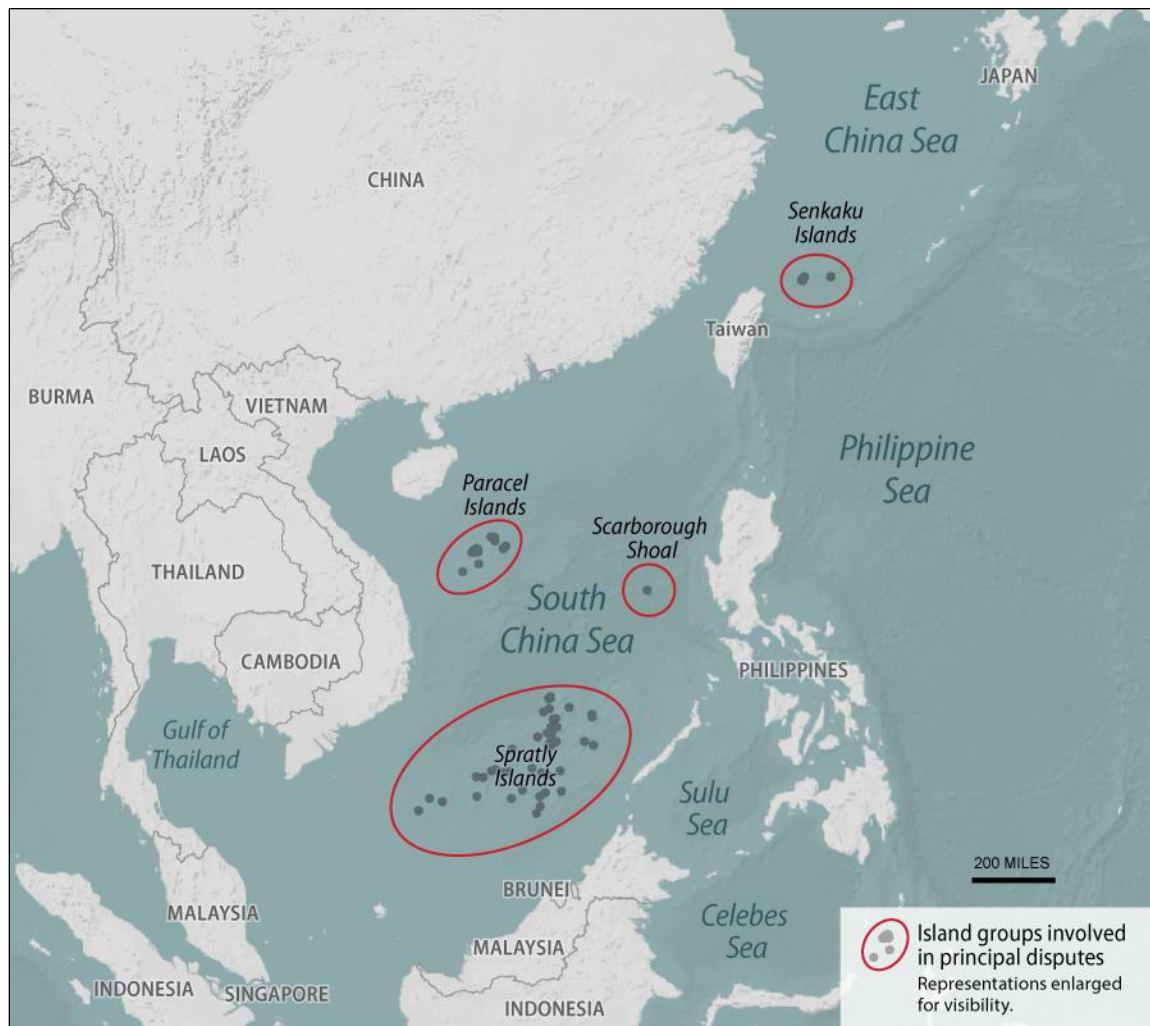 JAPAN
East
China Sea
CHINA
Senkaku
Islands
Taiwan
BURMA
VIETNAM
LAOS
Philippine
Sea
Paracel
Islands
Scarborough
Shoal
THAILAND
South
China Sea
CAMBODIA
PHILIPPINES
Gulf of
Thailand
Spratly
Islands
Sulu
Sea
200 MILES
BRUNEI
MALAYSIA
Celebes
Sea
MALAYSIA
INDONESIA
SINGAPORE
INDONESIA
Island groups involved
in principal disputes
Representations enlarged
for visibility.